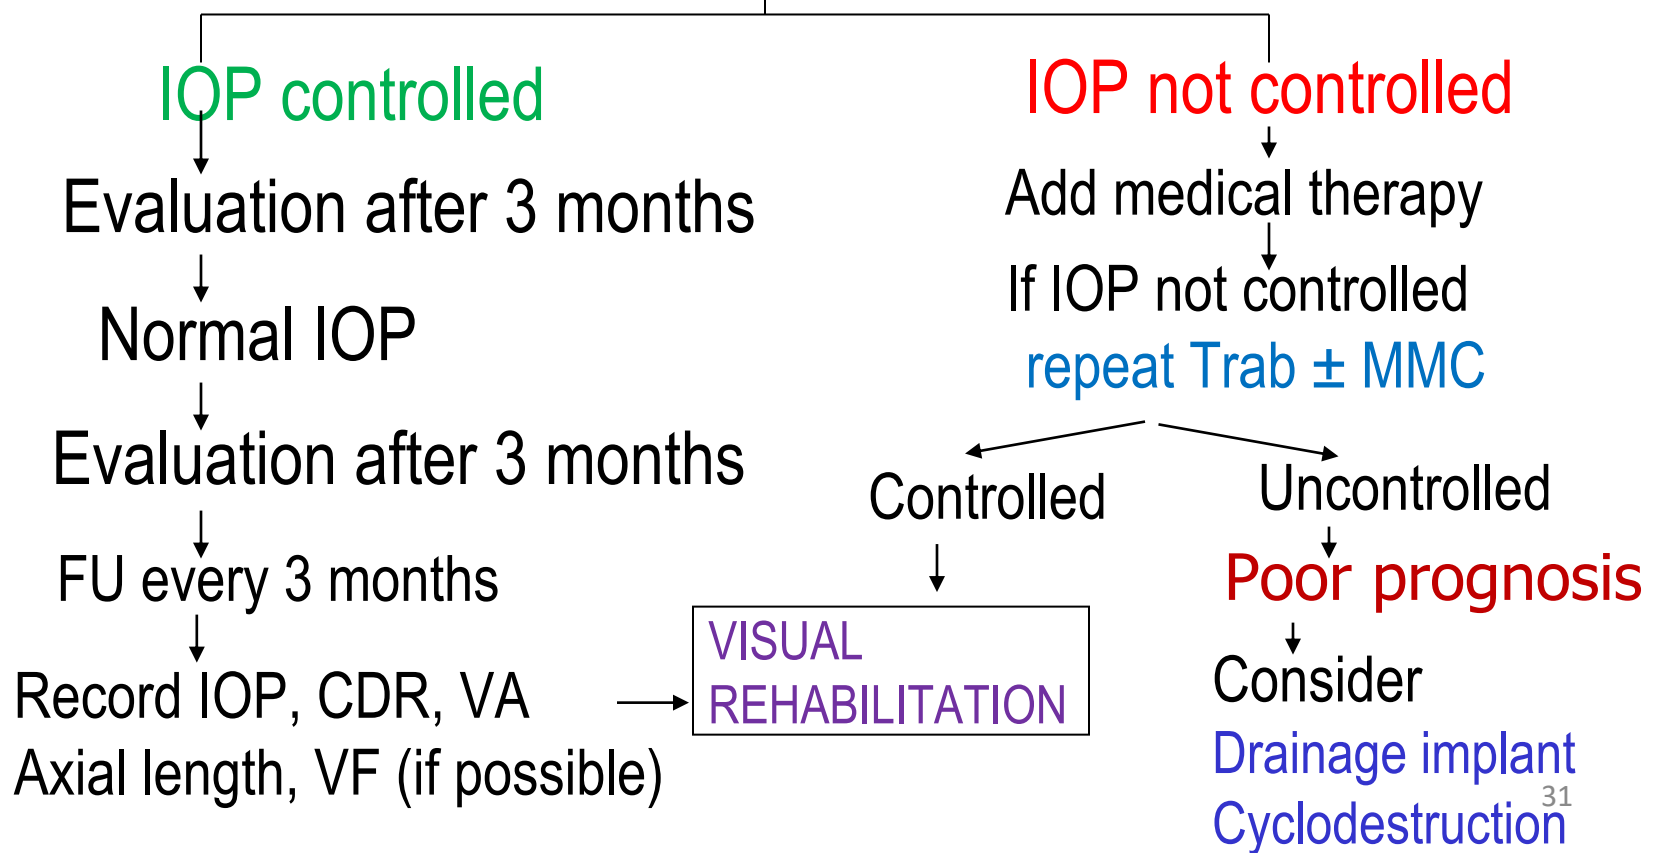 IOP controlled
Evaluation after 3 months
Normal IOP
Evaluation after 3 months
FU every 3 months
Record IOP, CDR, VA
Axial length, VF (if possible)
IOP not controlled
Add medical therapy
If IOP not controlled
repeat Trab ± MMC
Controlled
VISUAL
REHABILITATION
Uncontrolled
Poor prognosis
Consider
Drainage implant
Cyclodestruction
31